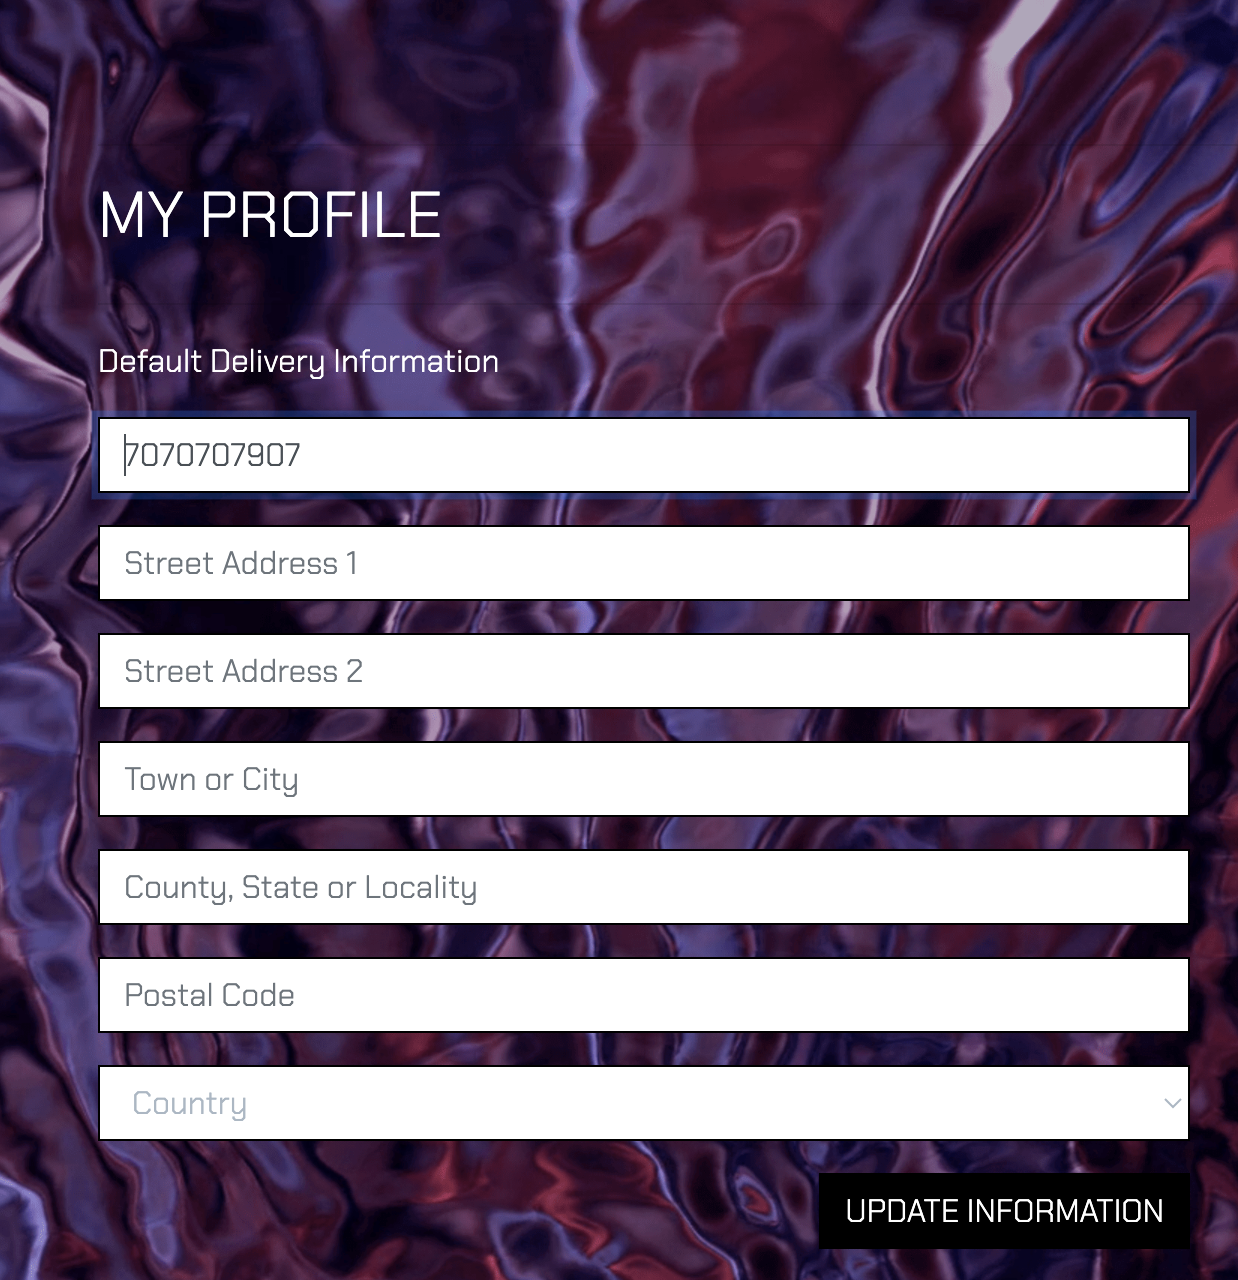 MY PROFILE
Default Delivery Information
7070707907
Street Address 1
Street Address 2
Town or City
County, State or Locality
Postal Code
Country
UPDATE INFORMATION